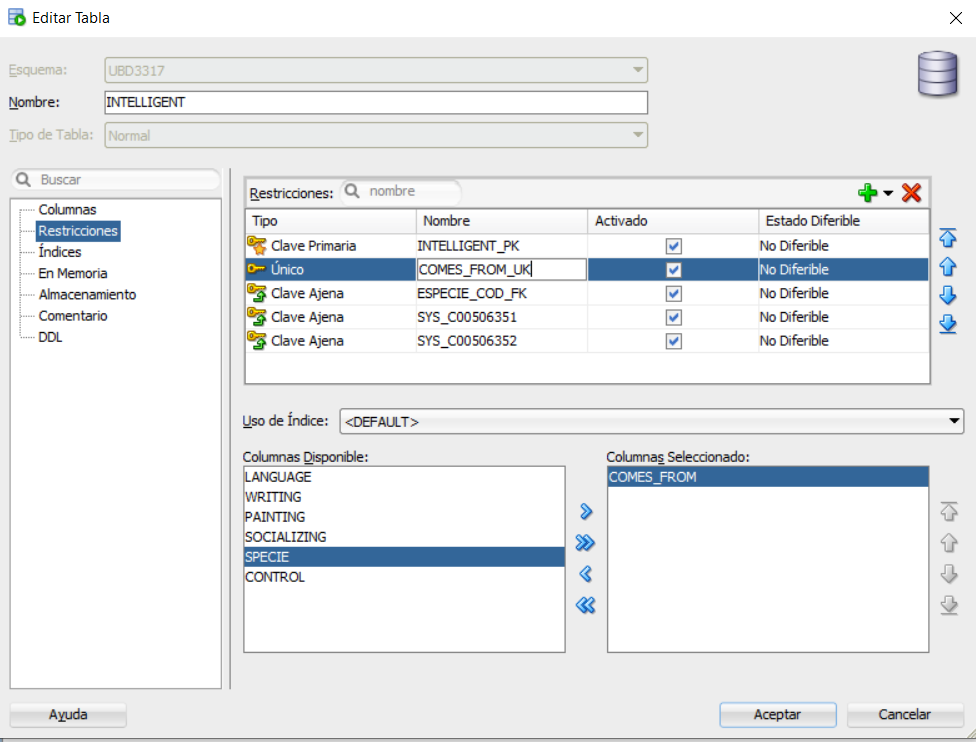 Editar Tabla
Esquema: UBD3317
Nombre: INTELLIGENT
Tipo de Tabla: Normal
Buscar
Columnas
Restricciones
Índices
En Memoria
Almacenamiento
Comentario
DDL
Restricciones: nombre
Tipo Nombre Activado Estado Diferible
Clave Primaria INTELLIGENT_PK No Diferible
Único COMES_FROM_UK No Diferible
Clave Ajena ESPECIE_COD_FK No Diferible
Clave Ajena SYS_C00506351 No Diferible
Clave Ajena SYS_C00506352 No Diferible
Uso de Índice: <DEFAULT>
Columnas Disponible:
LANGUAGE
WRITING
PAINTING
SOCIALIZING
SPECIE
CONTROL
Columnas Seleccionado:
COMES_FROM
Ayuda Aceptar Cancelar